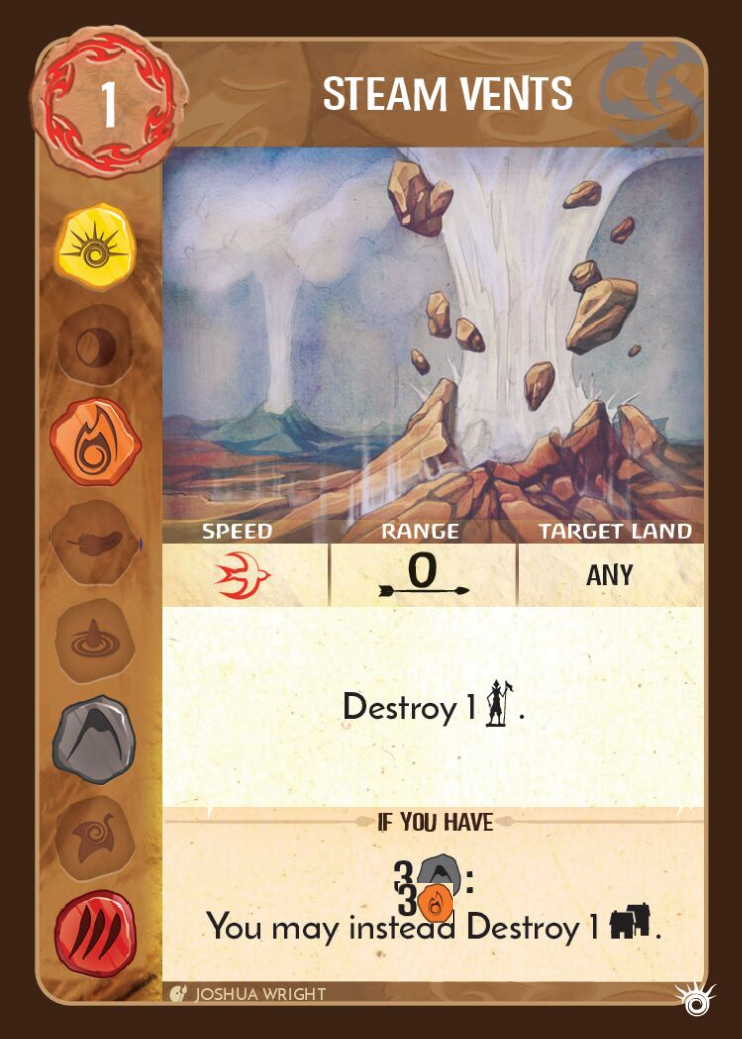 1
STEAM VENTS
SPEED RANGE TARGET LAND
0 ANY
Destroy 1 .
IF YOU HAVE
3 :
3
You may instead Destroy 1 .
JOSHUA WRIGHT